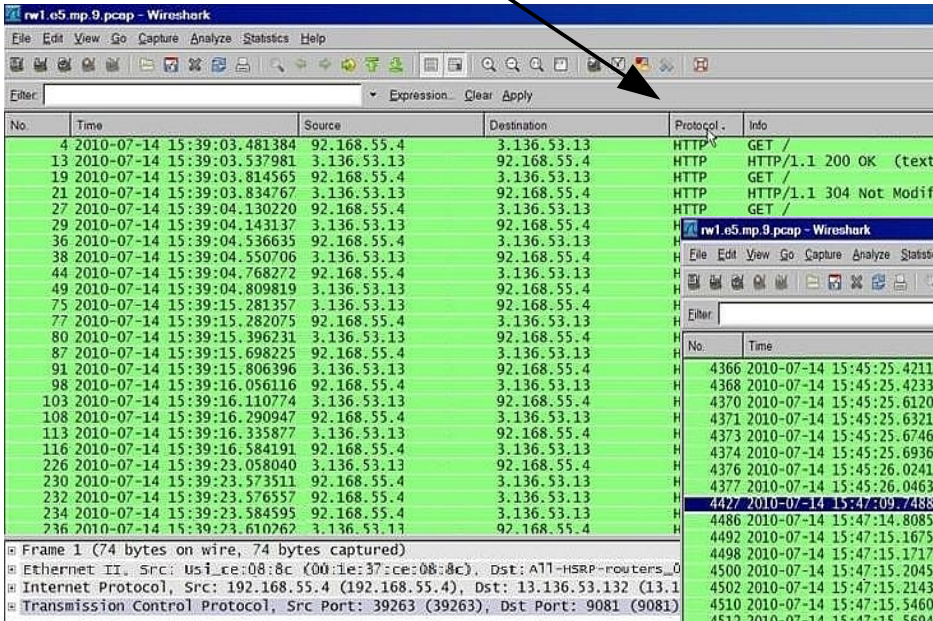 rw1.e5.mp.9.pcap - Wireshark
File Edit View Go Capture Analyze Statistics Help
Filter: Expression... Clear Apply
No. Time Source Destination Protocol . Info
4 2010-07-14 15:39:03.481384 92.168.55.4 3.136.53.13 HTTP GET /
13 2010-07-14 15:39:03.537981 3.136.53.13 92.168.55.4 HTTP HTTP/1.1 200 OK (text
19 2010-07-14 15:39:03.814565 92.168.55.4 3.136.53.13 HTTP GET /
21 2010-07-14 15:39:03.834767 3.136.53.13 92.168.55.4 HTTP HTTP/1.1 304 Not Modif
27 2010-07-14 15:39:04.130220 92.168.55.4 3.136.53.13 HTTP GET /
29 2010-07-14 15:39:04.143137 3.136.53.13 92.168.55.4 H
36 2010-07-14 15:39:04.536635 92.168.55.4 3.136.53.13 H
38 2010-07-14 15:39:04.550706 3.136.53.13 92.168.55.4 H
44 2010-07-14 15:39:04.768272 92.168.55.4 3.136.53.13 H
49 2010-07-14 15:39:04.809819 3.136.53.13 92.168.55.4 H
75 2010-07-14 15:39:15.281357 3.136.53.13 92.168.55.4 H
77 2010-07-14 15:39:15.282075 92.168.55.4 3.136.53.13 H
80 2010-07-14 15:39:15.396231 3.136.53.13 92.168.55.4 H
87 2010-07-14 15:39:15.698225 92.168.55.4 3.136.53.13 H
91 2010-07-14 15:39:15.806396 3.136.53.13 92.168.55.4 H
98 2010-07-14 15:39:16.056116 92.168.55.4 3.136.53.13 H
103 2010-07-14 15:39:16.110774 3.136.53.13 92.168.55.4 H
108 2010-07-14 15:39:16.290947 92.168.55.4 3.136.53.13 H
113 2010-07-14 15:39:16.335877 3.136.53.13 92.168.55.4 H
116 2010-07-14 15:39:16.584191 92.168.55.4 3.136.53.13 H
226 2010-07-14 15:39:23.058040 3.136.53.13 92.168.55.4 H
230 2010-07-14 15:39:23.573511 92.168.55.4 3.136.53.13 H
232 2010-07-14 15:39:23.576557 92.168.55.4 3.136.53.13 H
234 2010-07-14 15:39:23.584595 92.168.55.4 3.136.53.13 H
236 2010-07-14 15:39:23.610262 3.136.53.13 92.168.55.4 H
Frame 1 (74 bytes on wire, 74 bytes captured)
Ethernet II, Src: Usi_ce:08:8c (00:1e:37:ce:08:8c), Dst: All-HSRP-routers_0
Internet Protocol, Src: 192.168.55.4 (192.168.55.4), Dst: 13.136.53.132 (13.1
Transmission Control Protocol, Src Port: 39263 (39263), Dst Port: 9081 (9081)
rw1.e5.mp.9.pcap - Wireshark
File Edit View Go Capture Analyze Statisti
Filter:
No. Time
4366 2010-07-14 15:45:25.4211
4368 2010-07-14 15:45:25.4233
4370 2010-07-14 15:45:25.6120
4371 2010-07-14 15:45:25.6321
4373 2010-07-14 15:45:25.6746
4374 2010-07-14 15:45:25.6936
4376 2010-07-14 15:45:26.0241
4377 2010-07-14 15:45:26.0463
4427 2010-07-14 15:47:09.7488
4486 2010-07-14 15:47:14.8085
4492 2010-07-14 15:47:15.1675
4498 2010-07-14 15:47:15.1717
4500 2010-07-14 15:47:15.2045
4502 2010-07-14 15:47:15.2143
4510 2010-07-14 15:47:15.5460
4512 2010-07-14 15:47:15.5694